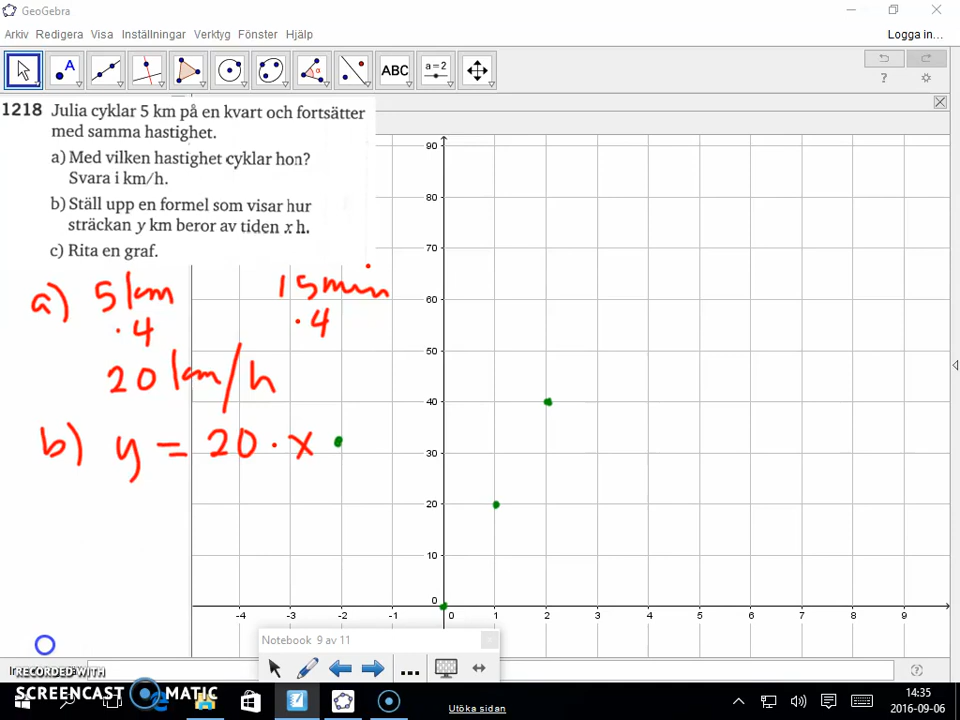 GeoGebra
Arkiv Redigera Visa Inställningar Verktyg Fönster Hjälp Logga in...
A ABC a=2
1218 Julia cyklar 5 km på en kvart och fortsätter
med samma hastighet.
a) Med vilken hastighet cyklar hon?
Svara i km/h.
b) Ställ upp en formel som visar hur
sträckan y km beror av tiden x h.
c) Rita en graf.
a) 5 km 15 min
·4 ·4
20 km/h
b) y = 20 · x
90
80
70
60
50
40
30
20
10
0
-4 -3 -2 -1 0 1 2 3 4 5 6 7 8 9
Notebook 9 av 11
RECORDED WITH
SCREENCAST MATIC
Utöka sidan
14:35
2016-09-06